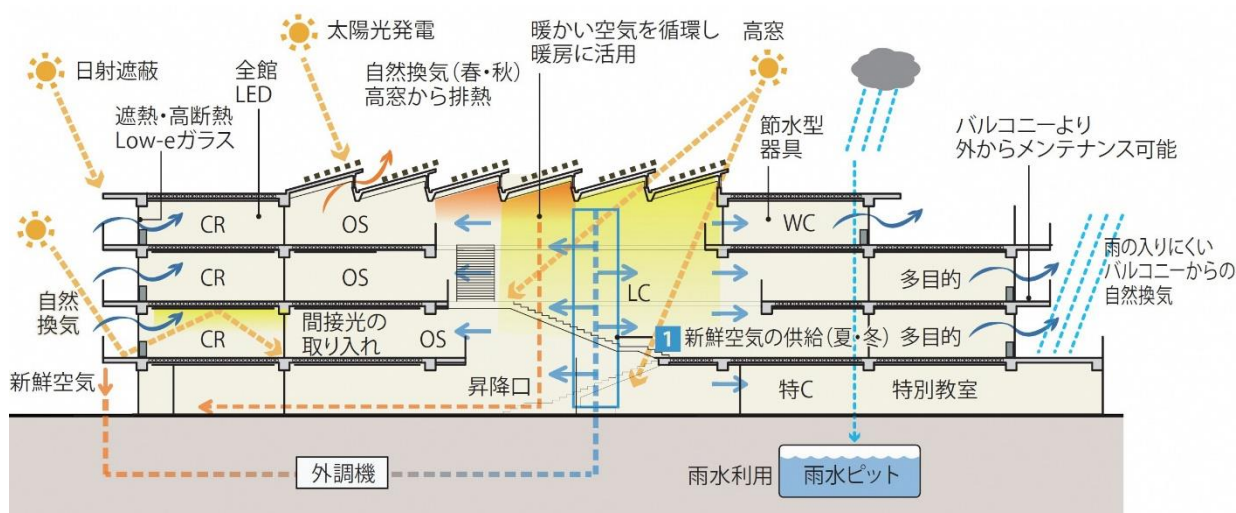 太陽光発電
暖かい空気を循環し
暖房に活用
高窓
日射遮蔽
全館
LED
自然換気（春・秋）
高窓から排熱
遮熱・高断熱
Low-eガラス
節水型
器具
バルコニーより
外からメンテナンス可能
CR
OS
WC
CR
OS
LC
多目的
雨の入りにくい
バルコニーからの
自然換気
自然
換気
CR
間接光の
取り入れ
OS
1 新鮮空気の供給（夏・冬）
多目的
新鮮空気
昇降口
特C
特別教室
外調機
雨水利用
雨水ピット